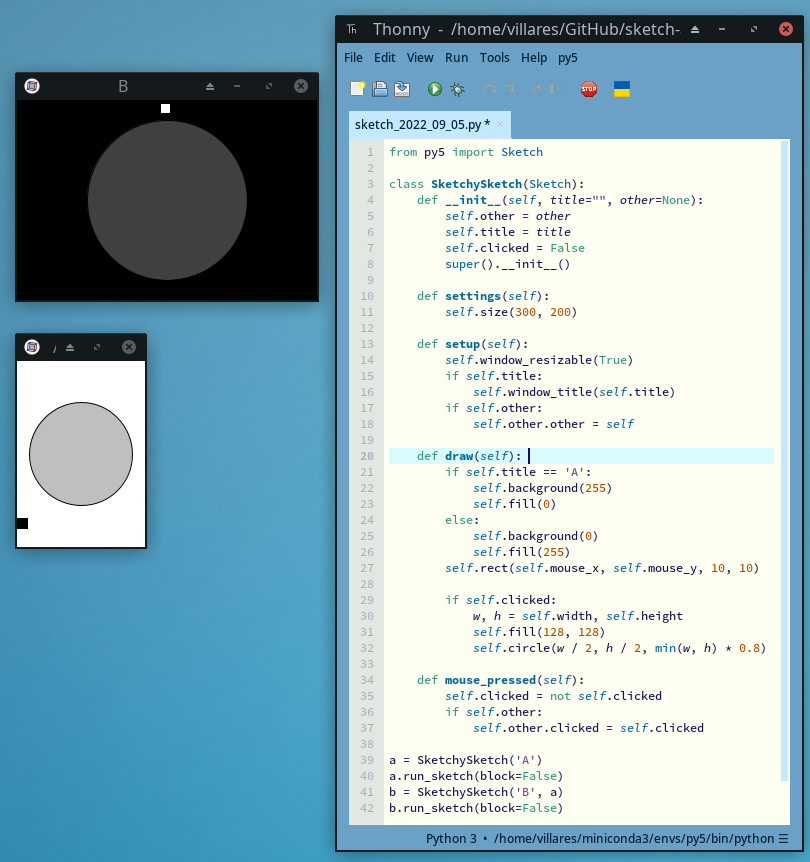 B
Th Thonny - /home/villares/GitHub/sketch-
File Edit View Run Tools Help py5
STOP
sketch_2022_09_05.py * ×
1 from py5 import Sketch
2
3 class SketchySketch(Sketch):
4     def __init__(self, title="", other=None):
5         self.other = other
6         self.title = title
7         self.clicked = False
8         super().__init__()
9
10     def settings(self):
11         self.size(300, 200)
12
13     def setup(self):
14         self.window_resizable(True)
15         if self.title:
16             self.window_title(self.title)
17         if self.other:
18             self.other.other = self
19
20     def draw(self):
21         if self.title == 'A':
22             self.background(255)
23             self.fill(0)
24         else:
25             self.background(0)
26             self.fill(255)
27         self.rect(self.mouse_x, self.mouse_y, 10, 10)
28
29         if self.clicked:
30             w, h = self.width, self.height
31             self.fill(128, 128)
32             self.circle(w / 2, h / 2, min(w, h) * 0.8)
33
34     def mouse_pressed(self):
35         self.clicked = not self.clicked
36         if self.other:
37             self.other.clicked = self.clicked
38
39 a = SketchySketch('A')
40 a.run_sketch(block=False)
41 b = SketchySketch('B', a)
42 b.run_sketch(block=False)
Python 3 • /home/villares/miniconda3/envs/py5/bin/python ☰